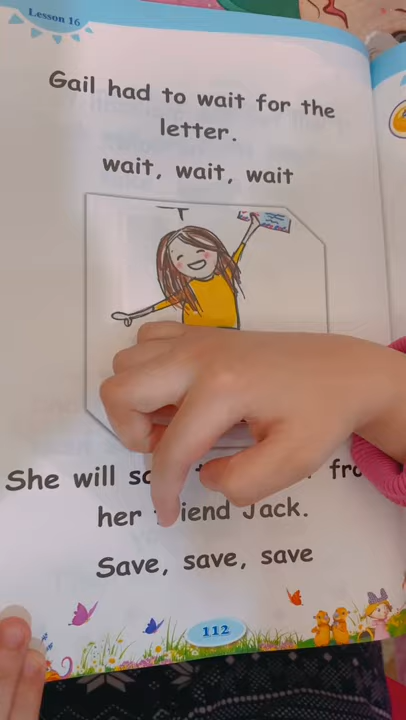 Lesson 16
Gail had to wait for the
letter.
wait, wait, wait
She will
her Jack.
Save, save, save
112